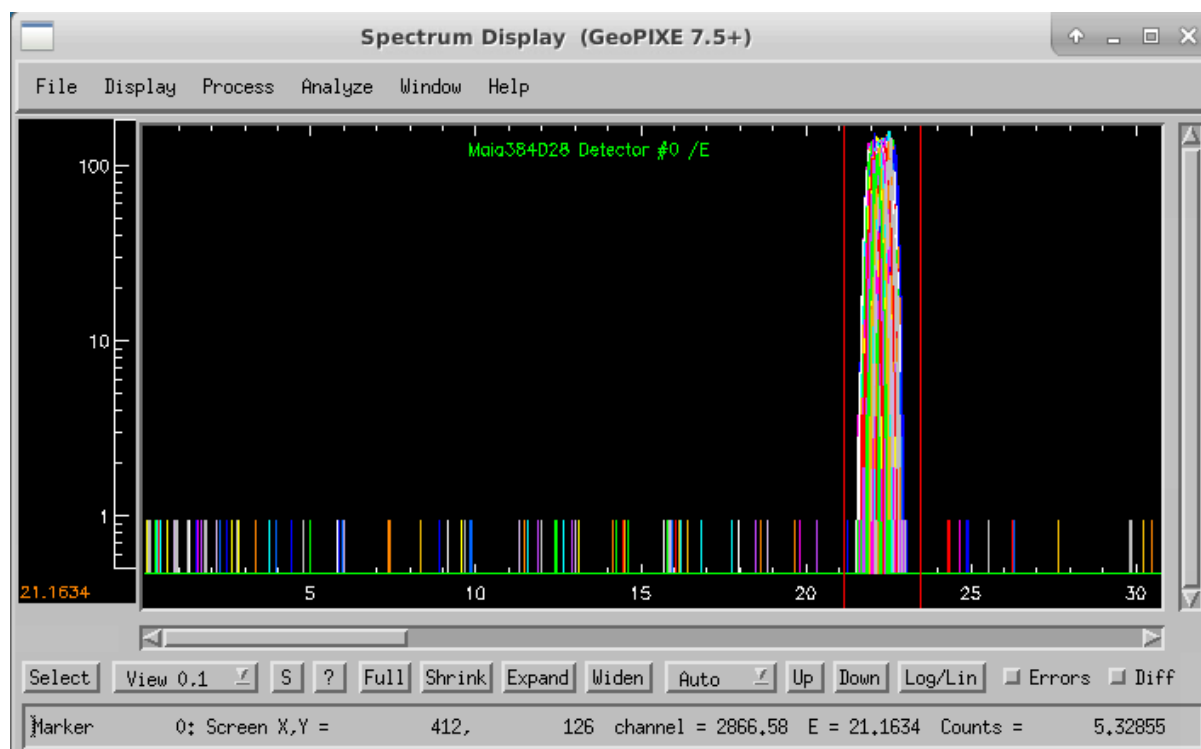 Spectrum Display (GeoPIXE 7.5+)
File Display Process Analyze Window Help
Maia384D28 Detector #0 /E
100
10
1
21.1634
5 10 15 20 25 30
Select View 0.1 S ? Full Shrink Expand Widen Auto Up Down Log/Lin Errors Diff
Marker 0: Screen X,Y = 412, 126 channel = 2866.58 E = 21.1634 Counts = 5.32855